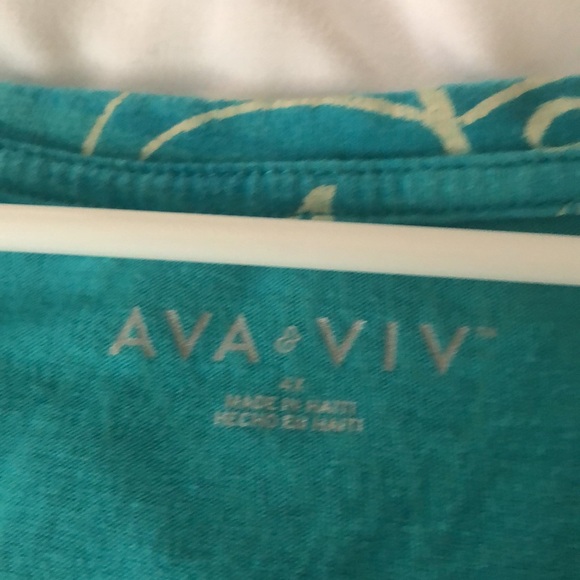 AVA & VIV™
4X
MADE IN HAITI
HECHO EN HAITI